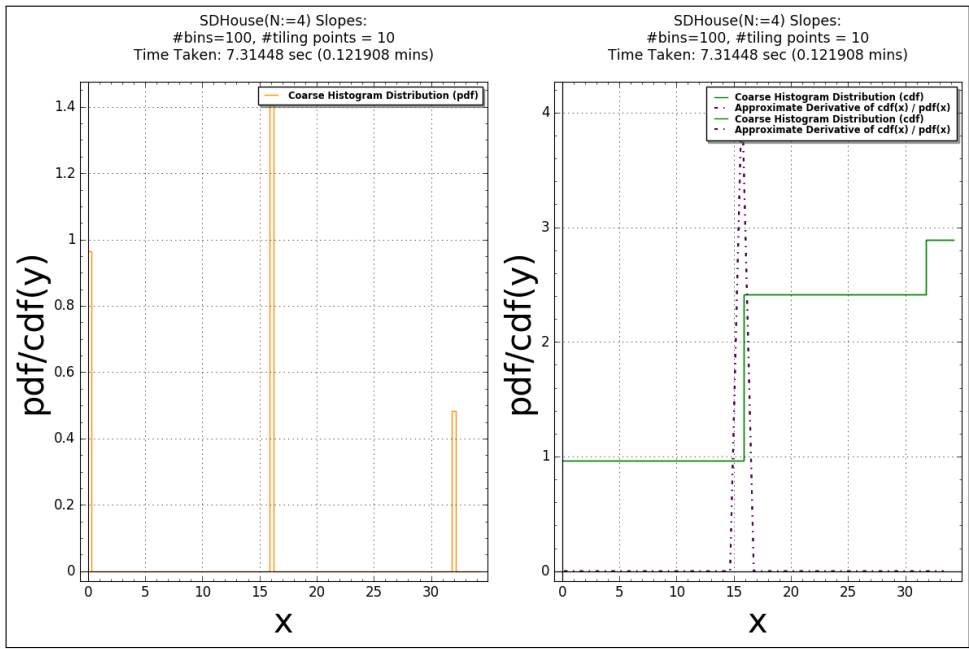 SDHouse(N:=4) Slopes:
#bins=100, #tiling points = 10
Time Taken: 7.31448 sec (0.121908 mins)
Coarse Histogram Distribution (pdf)
1.4
1.2
1
0.8
0.6
0.4
0.2
0
pdf/cdf(y)
0 5 10 15 20 25 30
x
SDHouse(N:=4) Slopes:
#bins=100, #tiling points = 10
Time Taken: 7.31448 sec (0.121908 mins)
Coarse Histogram Distribution (cdf)
Approximate Derivative of cdf(x) / pdf(x)
Coarse Histogram Distribution (cdf)
Approximate Derivative of cdf(x) / pdf(x)
4
3
2
1
0
pdf/cdf(y)
0 5 10 15 20 25 30
x